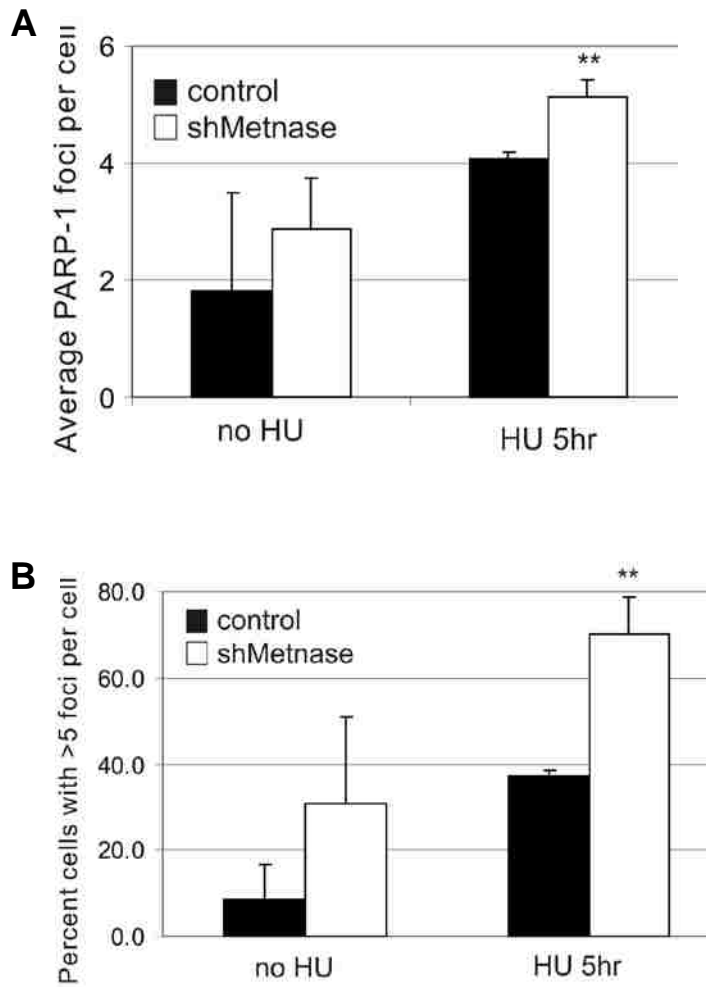 A
Average PARP-1 foci per cell
6
4
2
0
control
shMetnase
**
no HU
HU 5hr
B
Percent cells with >5 foci per cell
80.0
60.0
40.0
20.0
0.0
control
shMetnase
**
no HU
HU 5hr